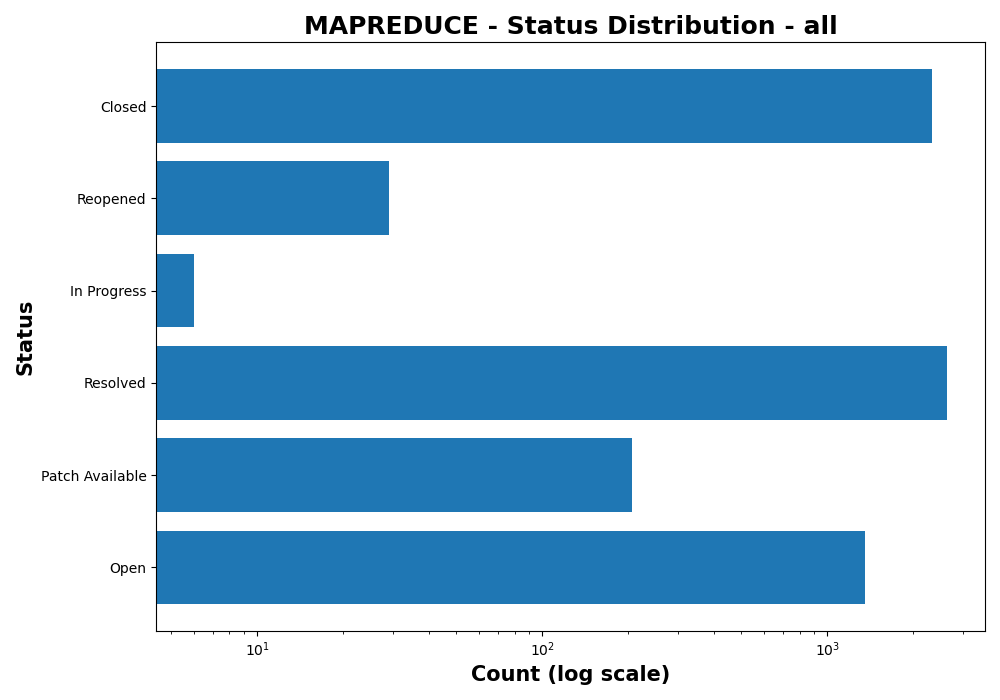 MAPREDUCE - Status Distribution - all
Closed
Reopened
In Progress
Resolved
Patch Available
Open
Status
10¹ 10² 10³
Count (log scale)